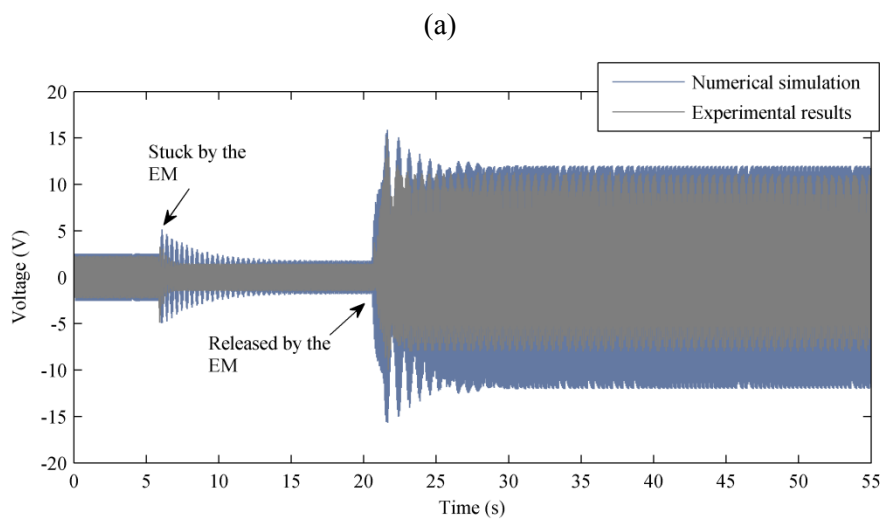 (a)
20
15
10
5
0
-5
-10
-15
-20
Voltage (V)
Numerical simulation
Experimental results
Stuck by the
EM
Released by the
EM
0 5 10 15 20 25 30 35 40 45 50 55
Time (s)